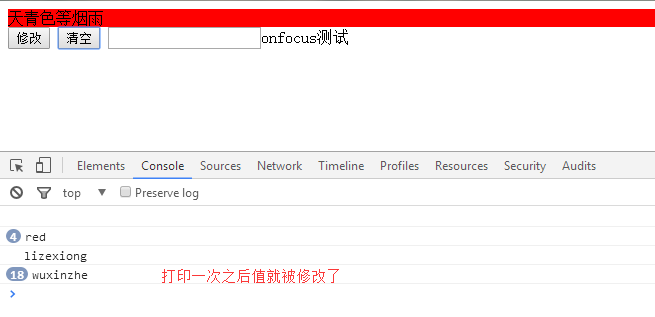 天青色等烟雨
修改 清空 onfocus测试
Elements Console Sources Network Timeline Profiles Resources Security Audits
top ▼ Preserve log
4 red
lizexiong
18 wuxinzhe 打印一次之后值就被修改了
>